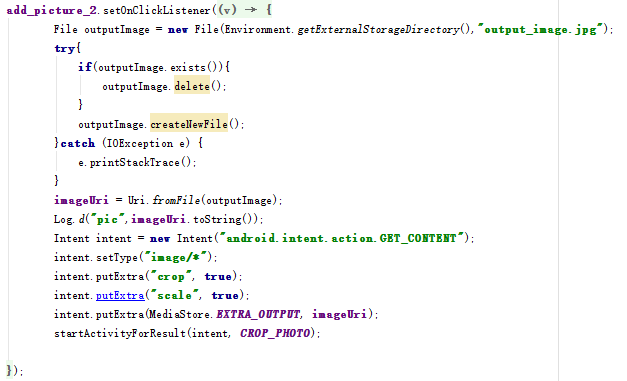 add_picture_2.setOnClickListener((v) → {
File outputImage = new File(Environment.getExternalStorageDirectory(),"output_image.jpg");
try{
if(outputImage.exists()){
outputImage.delete();
}
outputImage.createNewFile();
}catch (IOException e) {
e.printStackTrace();
}
imageUri = Uri.fromFile(outputImage);
Log.d("pic",imageUri.toString());
Intent intent = new Intent("android.intent.action.GET_CONTENT");
intent.setType("image/*");
intent.putExtra("crop", true);
intent.putExtra("scale", true);
intent.putExtra(MediaStore.EXTRA_OUTPUT, imageUri);
startActivityForResult(intent, CROP_PHOTO);
});